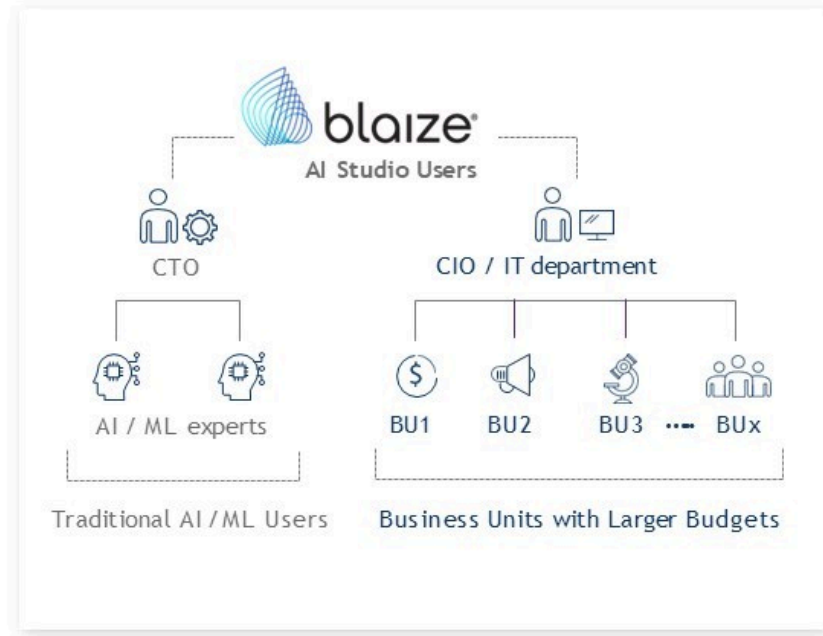 blaize®
AI Studio Users
CTO
CIO / IT department
AI / ML experts
$
BU1 BU2 BU3 ···· BUx
Traditional AI/ML Users
Business Units with Larger Budgets